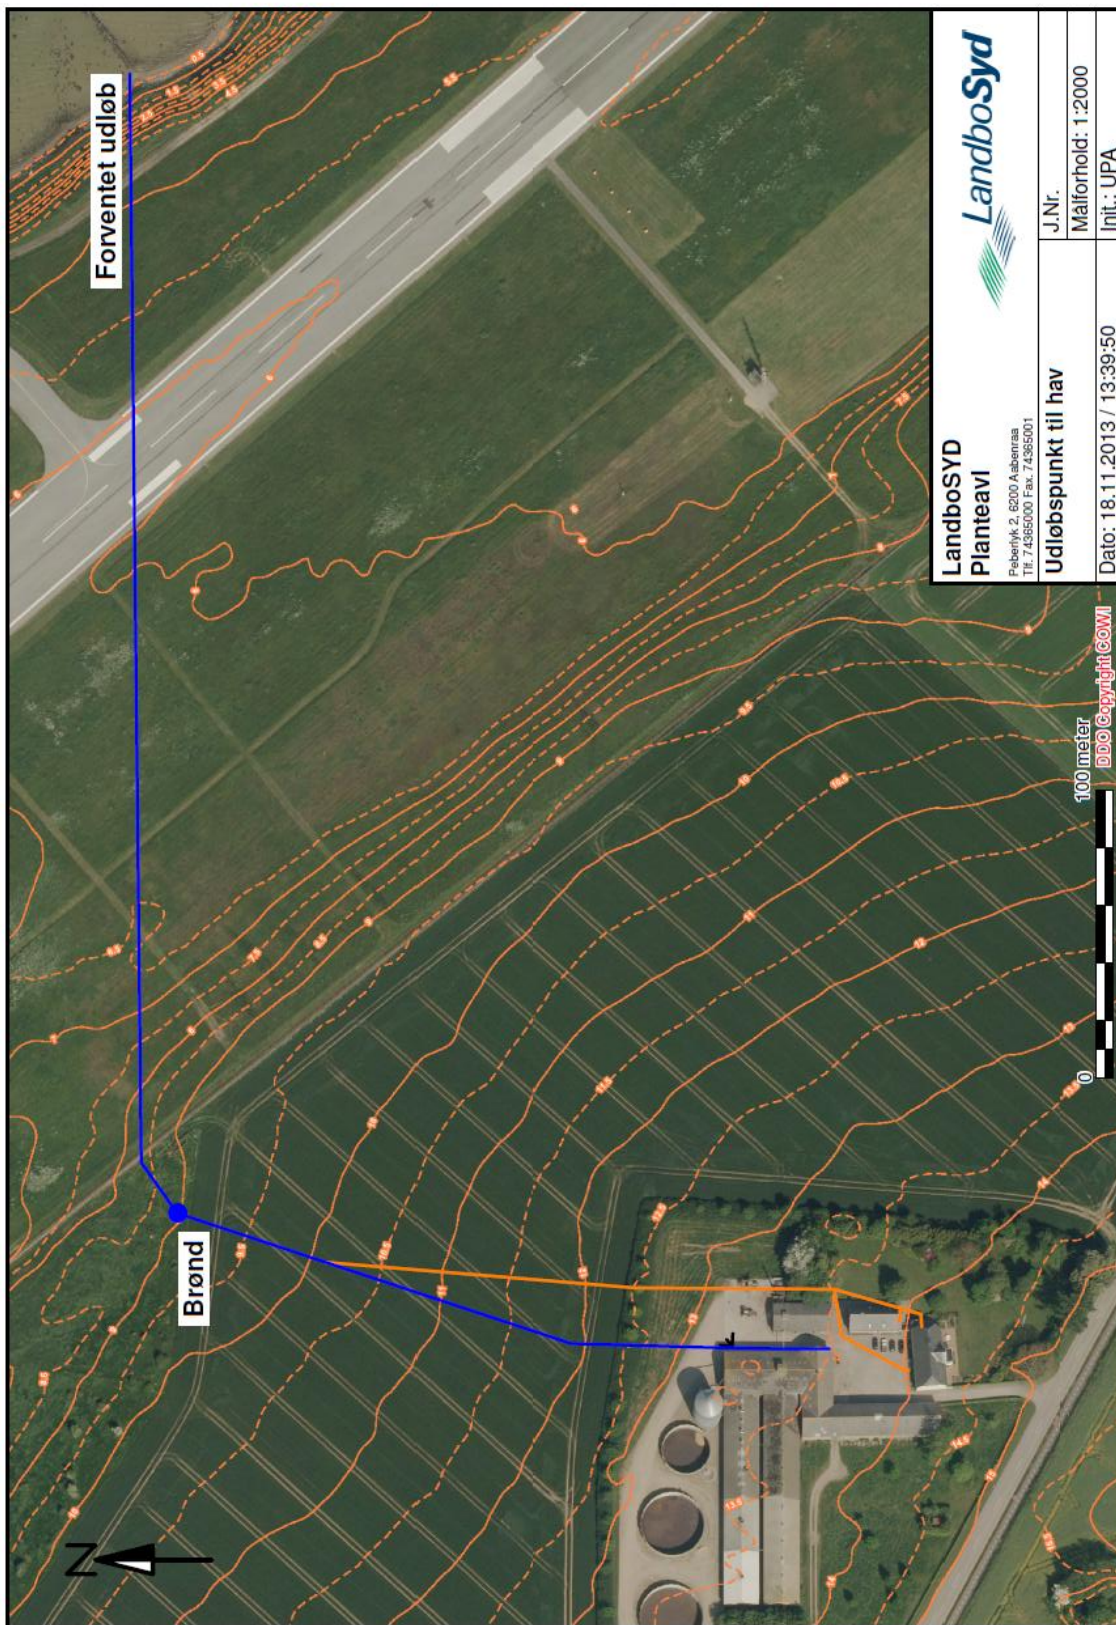 Forventet udløb
Brønd
N
LandboSyd
LandboSYD
Planteavl
Peberlyk 2, 6200 Aabenraa
Tlf. 74365000 Fax. 74365001
Udløbspunkt til hav
J.Nr.
Målforhold: 1:2000
Dato: 18.11.2013 / 13:39:50
Init.: UPA
0
100 meter
DDO Copyright COWI